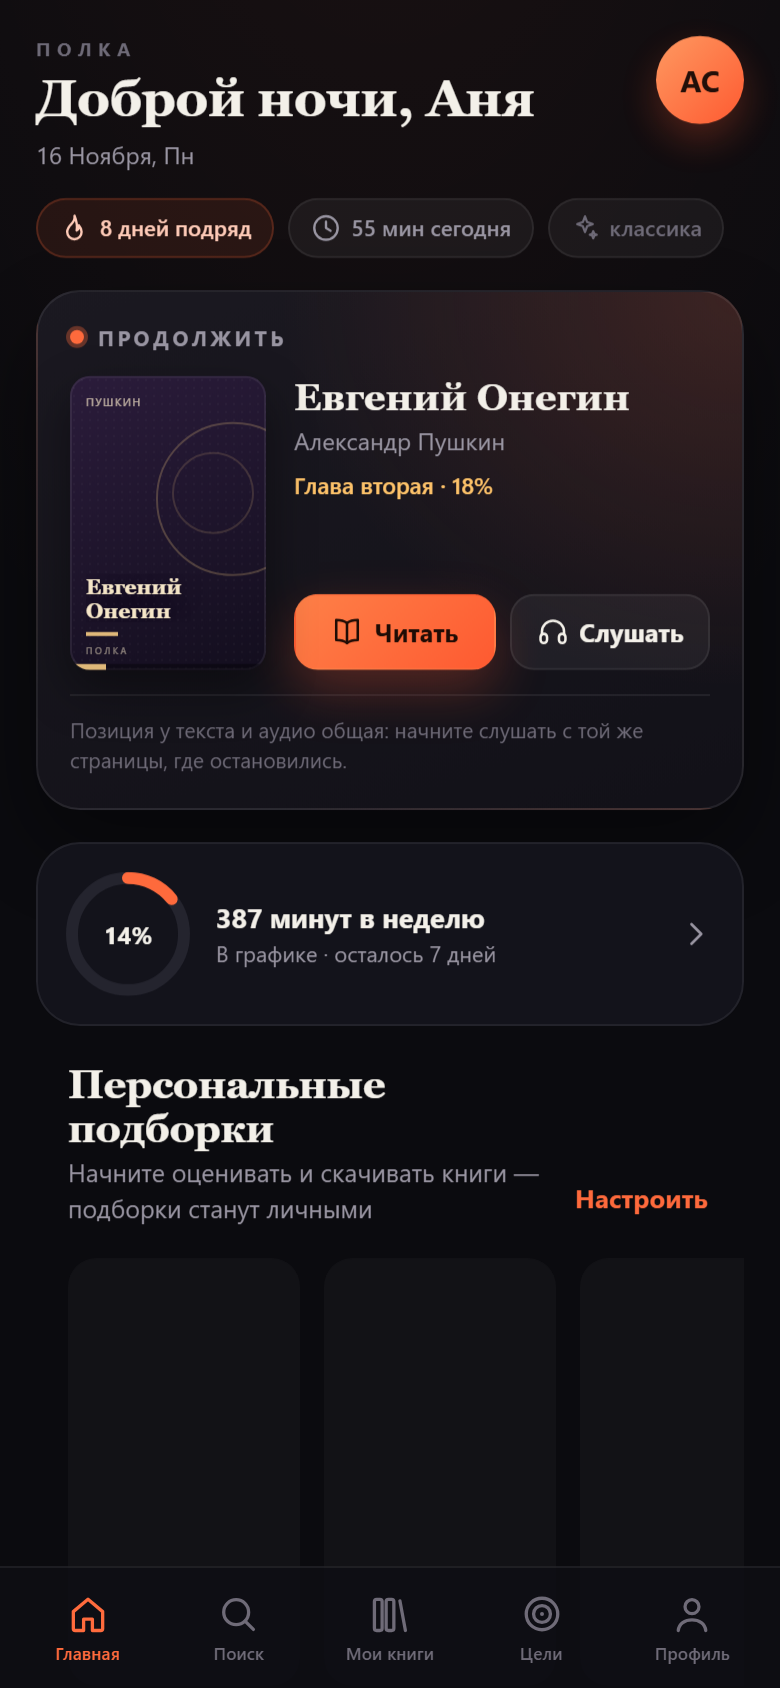 ПОЛКА
Доброй ночи, Аня
АС
16 Ноября, Пн
8 дней подряд
55 мин сегодня
классика
ПРОДОЛЖИТЬ
ПУШКИН
Евгений
Онегин
ПОЛКА
Евгений Онегин
Александр Пушкин
Глава вторая · 18%
Читать
Слушать
Позиция у текста и аудио общая: начните слушать с той же
страницы, где остановились.
14%
387 минут в неделю
В графике · осталось 7 дней
Персональные
подборки
Начните оценивать и скачивать книги —
подборки станут личными
Настроить
Главная
Поиск
Мои книги
Цели
Профиль